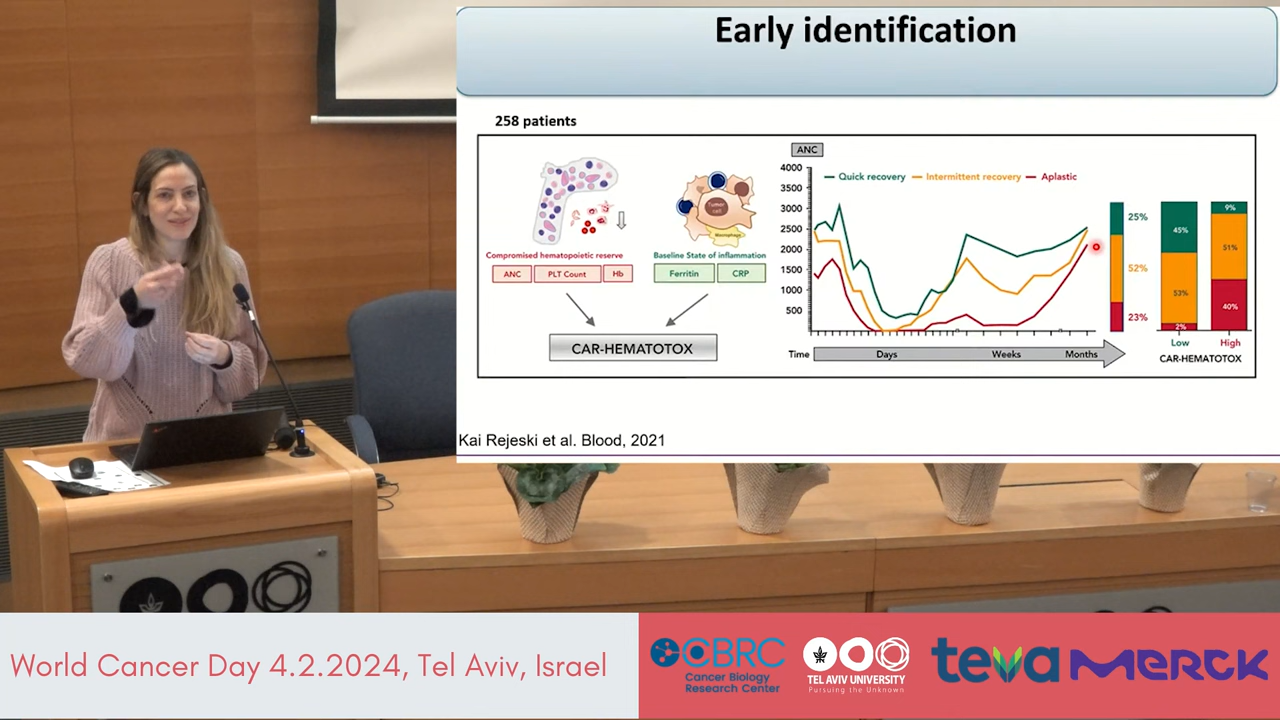 Early identification
258 patients
Tumor cell
Macrophage
Compromised hematopoietic reserve
ANC PLT Count Hb
Baseline State of inflammation
Ferritin CRP
CAR-HEMATOTOX
ANC
4000
3500
3000
2500
2000
1500
1000
500
Quick recovery Intermittent recovery Aplastic
Time Days Weeks Months
25%
52%
23%
45%
53%
2%
9%
51%
40%
Low High
CAR-HEMATOTOX
Kai Rejeski et al. Blood, 2021
World Cancer Day 4.2.2024, Tel Aviv, Israel
CBRC
Cancer Biology
Research Center
TEL AVIV UNIVERSITY
Pursuing the Unknown
teva
MERCK